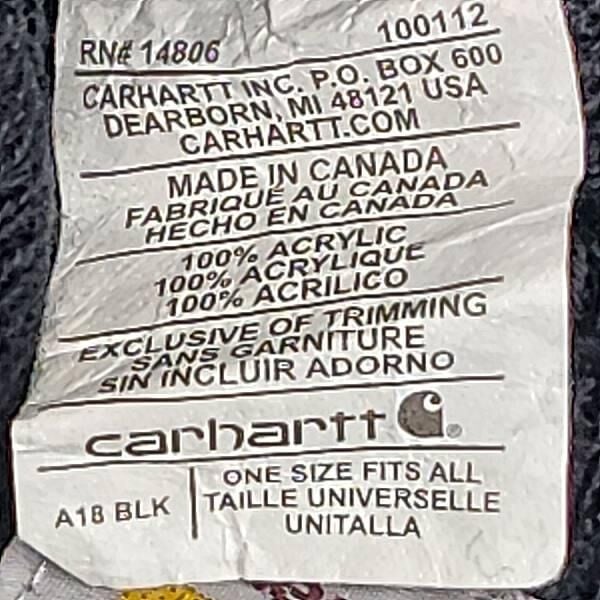 RN# 14806 100112
CARHARTT INC. P.O. BOX 600
DEARBORN, MI 48121 USA
CARHARTT.COM
MADE IN CANADA
FABRIQUÉ AU CANADA
HECHO EN CANADA
100% ACRYLIC
100% ACRYLIQUE
100% ACRILICO
EXCLUSIVE OF TRIMMING
SANS GARNITURE
SIN INCLUIR ADORNO
carhartt ®
A18 BLK
ONE SIZE FITS ALL
TAILLE UNIVERSELLE
UNITALLA